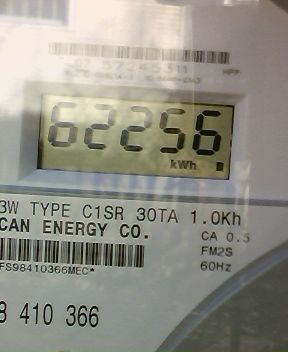 62256
kWh
3W TYPE C1SR 30TA 1.0Kh
CAN ENERGY CO.
CA 0.5
FM2S
FS98410366MEC*
60Hz
8 410 366